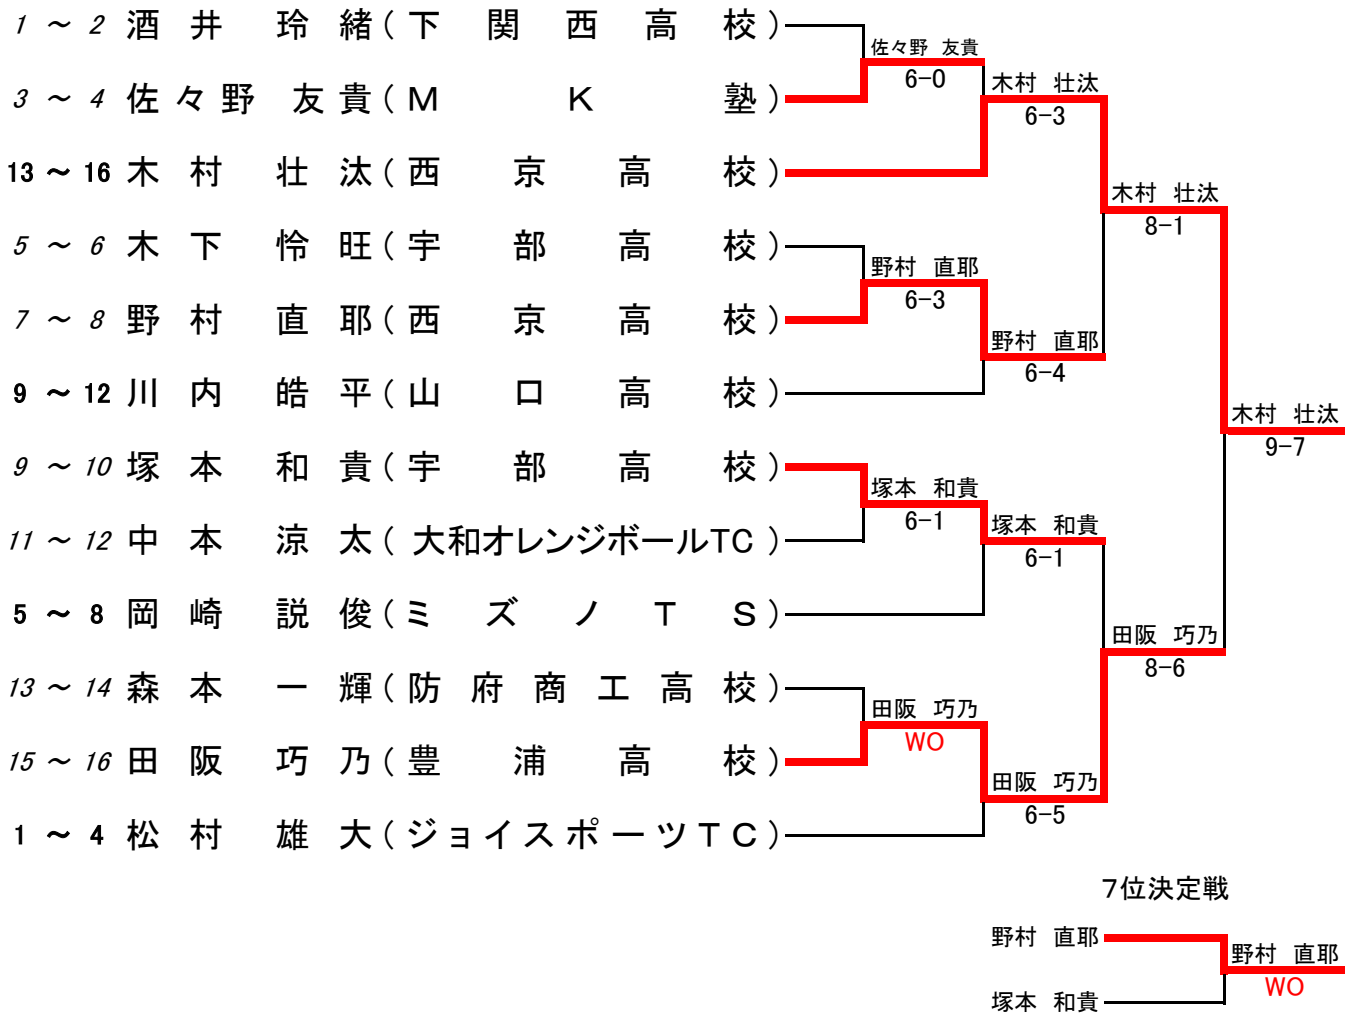 1 ～ 2 酒井 玲緒(下関西高校)
佐々野 友貴
6-0
3 ～ 4 佐々野 友貴(MK塾)
木村 壮汰
6-3
13 ～ 16 木村 壮汰(西京高校)
木村 壮汰
8-1
5 ～ 6 木下 怜旺(宇部高校)
野村 直耶
6-3
7 ～ 8 野村 直耶(西京高校)
野村 直耶
6-4
9 ～ 12 川内 皓平(山口高校)
木村 壮汰
9-7
9 ～ 10 塚本 和貴(宇部高校)
塚本 和貴
6-1
11 ～ 12 中本 涼太(大和オレンジボールTC)
塚本 和貴
6-1
5 ～ 8 岡崎 説俊(ミズノTS)
田阪 巧乃
8-6
13 ～ 14 森本 一輝(防府商工高校)
田阪 巧乃
WO
15 ～ 16 田阪 巧乃(豊浦高校)
田阪 巧乃
6-5
1 ～ 4 松村 雄大(ジョイスポーツTC)
7位決定戦
野村 直耶
野村 直耶
WO
塚本 和貴